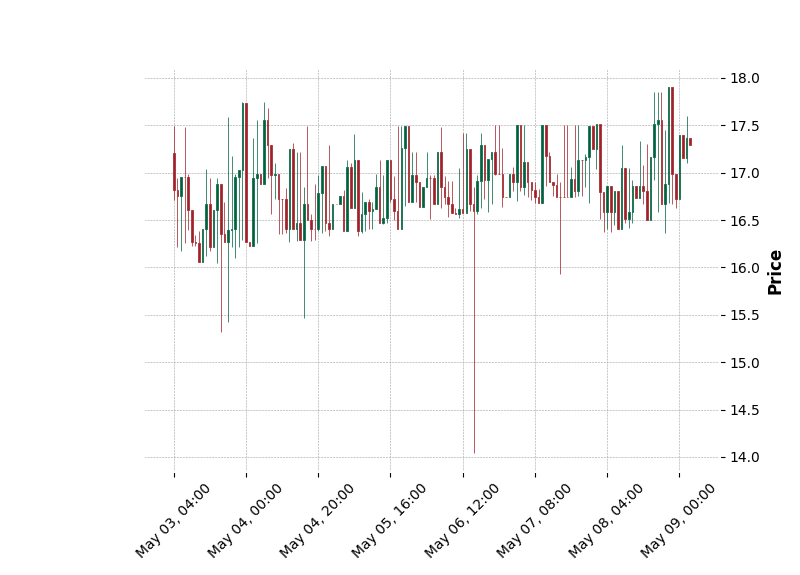 18.0
17.5
17.0
16.5
16.0
15.5
15.0
14.5
14.0
Price
May 03, 04:00
May 04, 00:00
May 04, 20:00
May 05, 16:00
May 06, 12:00
May 07, 08:00
May 08, 04:00
May 09, 00:00